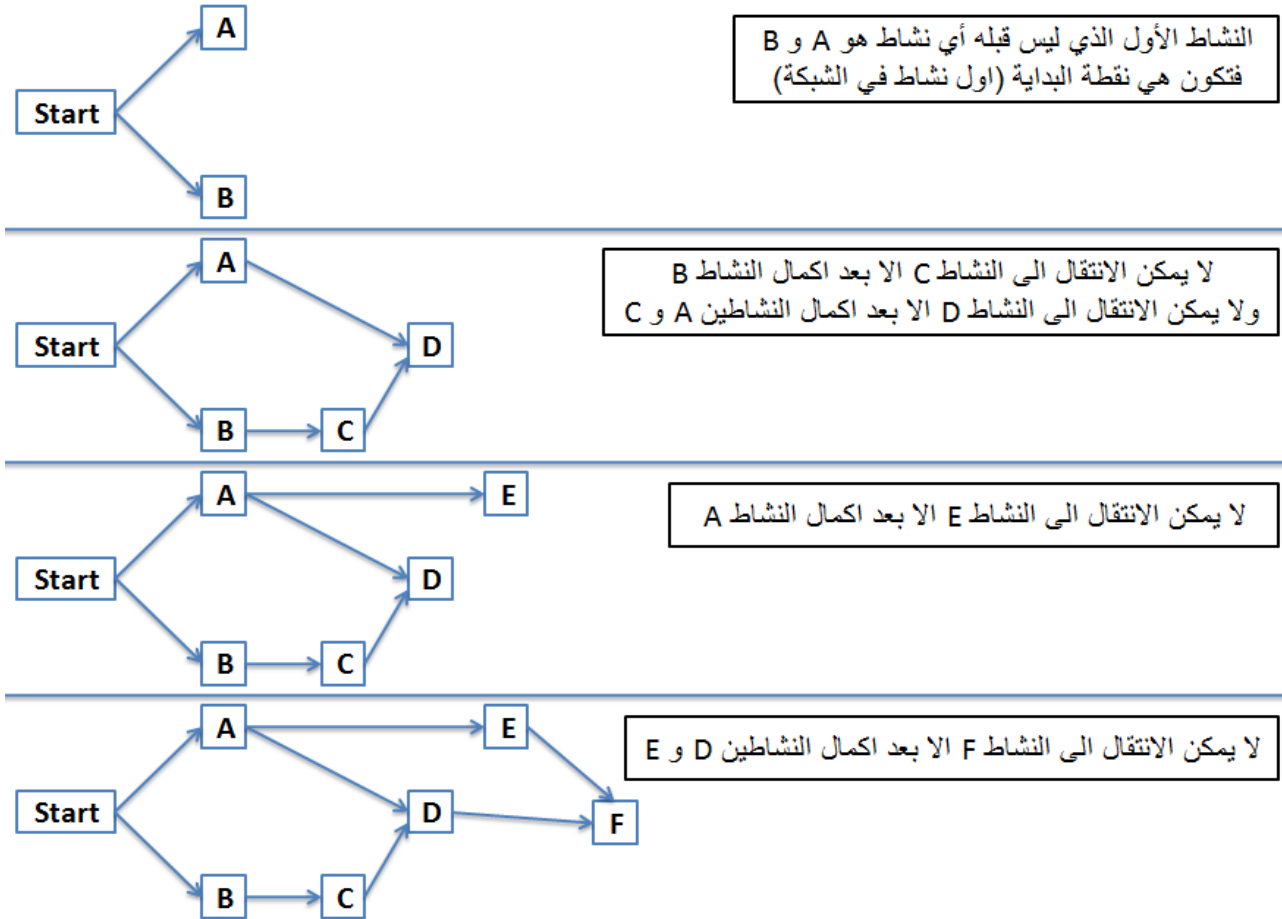 A
النشاط الأول الذي ليس قبله أي نشاط هو A و B
فتكون هي نقطة البداية (اول نشاط في الشبكة)
Start
B
A
لا يمكن الانتقال الى النشاط C الا بعد اكمال النشاط B
ولا يمكن الانتقال الى النشاط D الا بعد اكمال النشاطين A و C
Start
D
B
C
A
E
لا يمكن الانتقال الى النشاط E الا بعد اكمال النشاط A
Start
D
B
C
A
E
لا يمكن الانتقال الى النشاط F الا بعد اكمال النشاطين D و E
Start
D
F
B
C